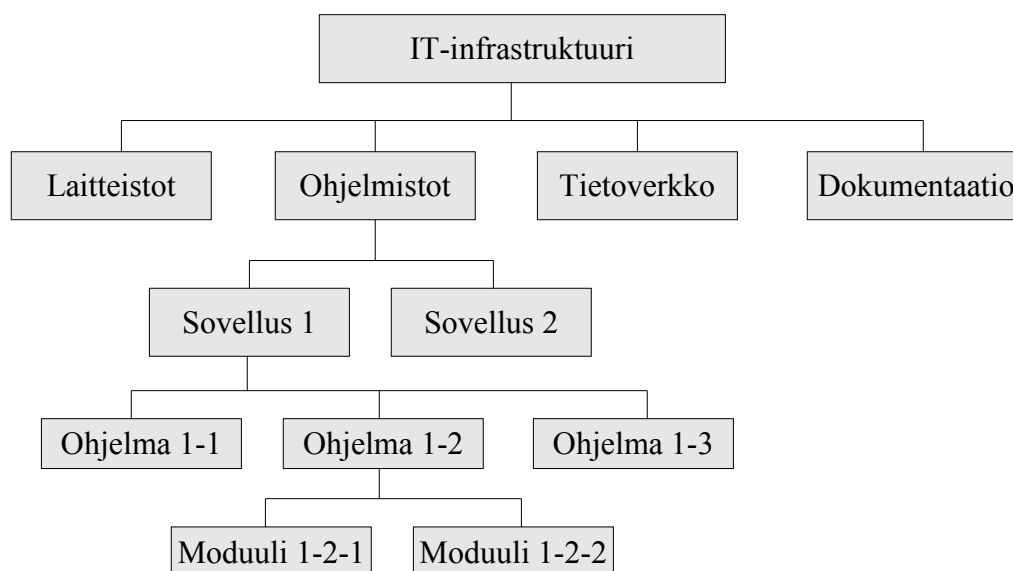 IT-infrastruktuuri
Laitteistot
Ohjelmistot
Tietoverkko
Dokumentaatio
Sovellus 1
Sovellus 2
Ohjelma 1-1
Ohjelma 1-2
Ohjelma 1-3
Moduuli 1-2-1
Moduuli 1-2-2